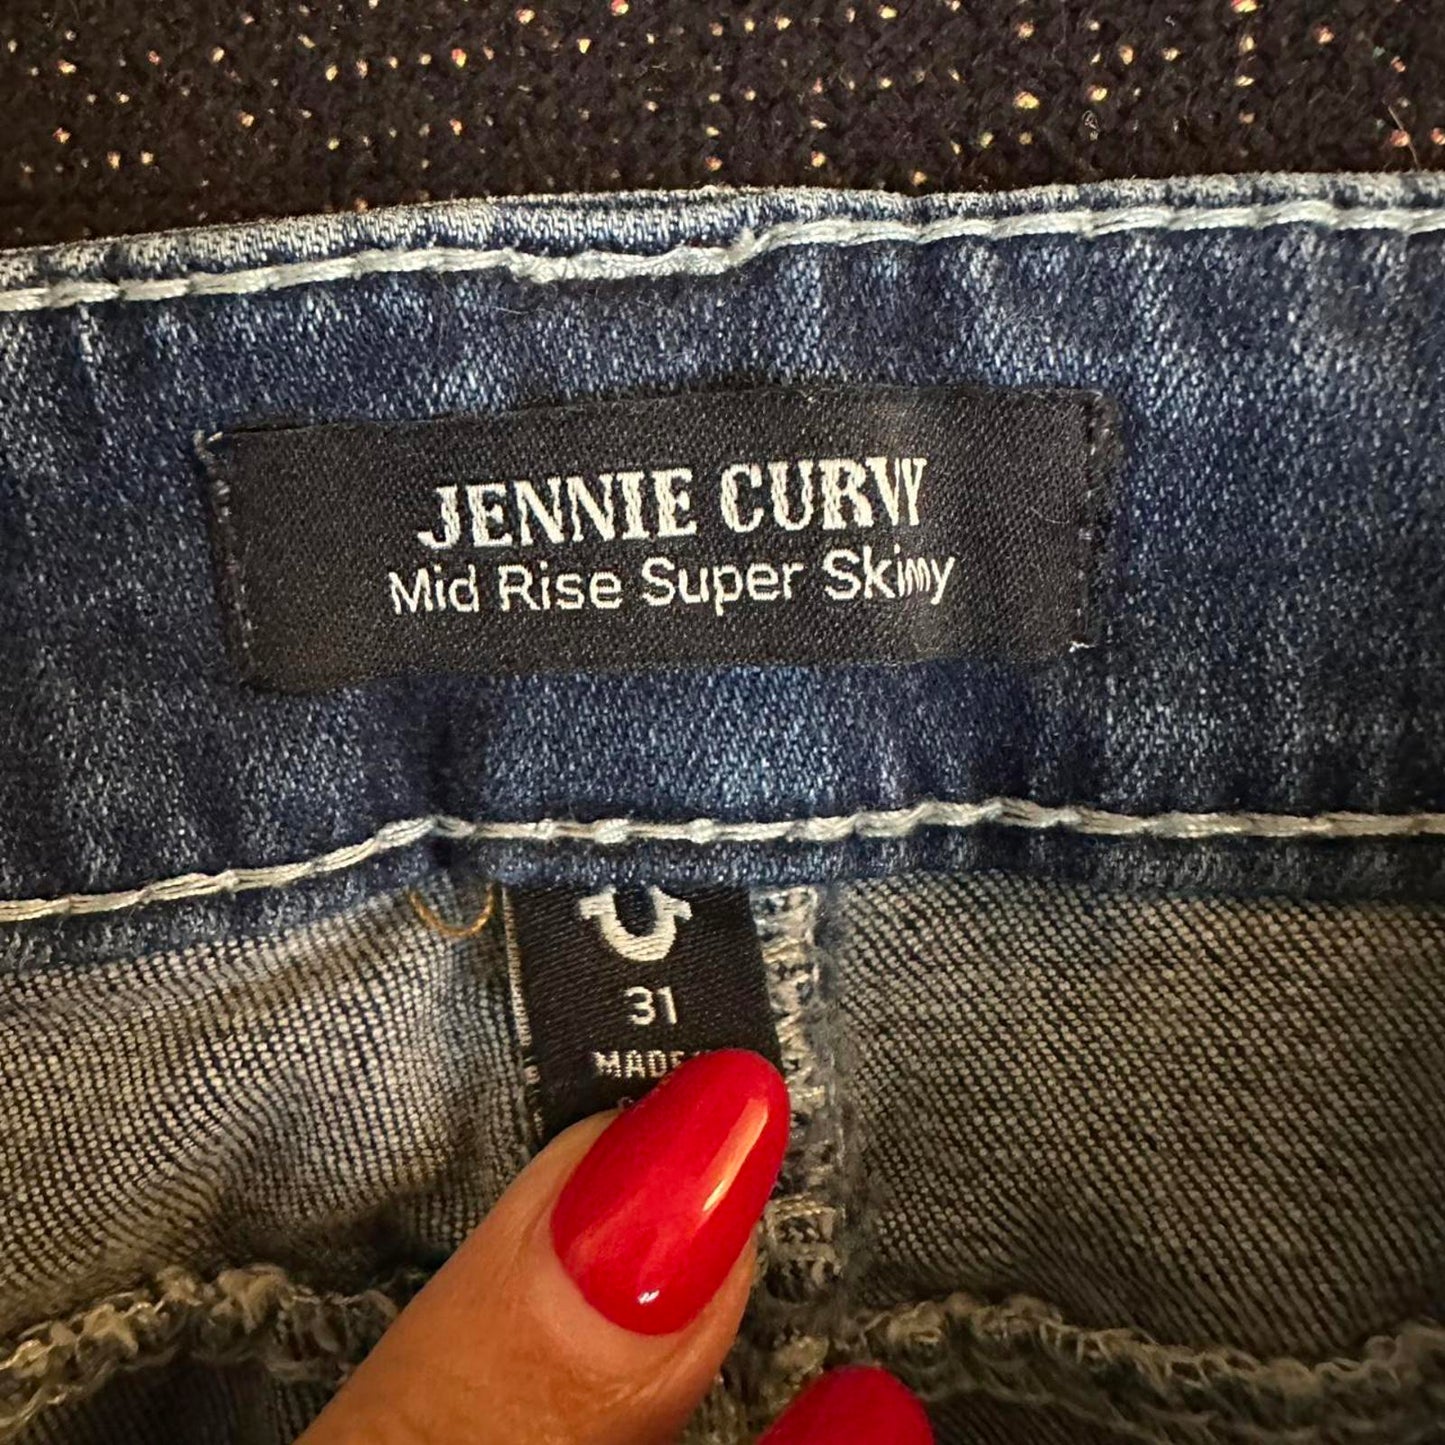 JENNIE CURVY
Mid Rise Super Skinny
31
MADE